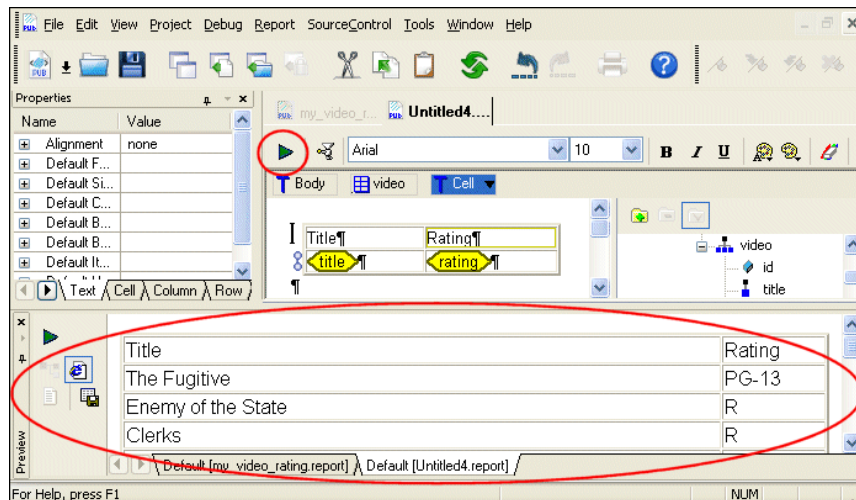 File Edit View Project Debug Report SourceControl Tools Window Help
PUB PUB
Properties
Name Value
Alignment none
Default F...
Default Si...
Default C...
Default B...
Default B...
Default It...
Text Cell Column Row
my_video_r... Untitled4....
Arial 10 B I U
Body video Cell
Title¶ Rating¶
title ¶ rating ¶
¶
video
id
title
Title Rating
The Fugitive PG-13
Enemy of the State R
Clerks R
Preview
Default [my_video_rating.report] Default [Untitled4.report]
For Help, press F1 NUM